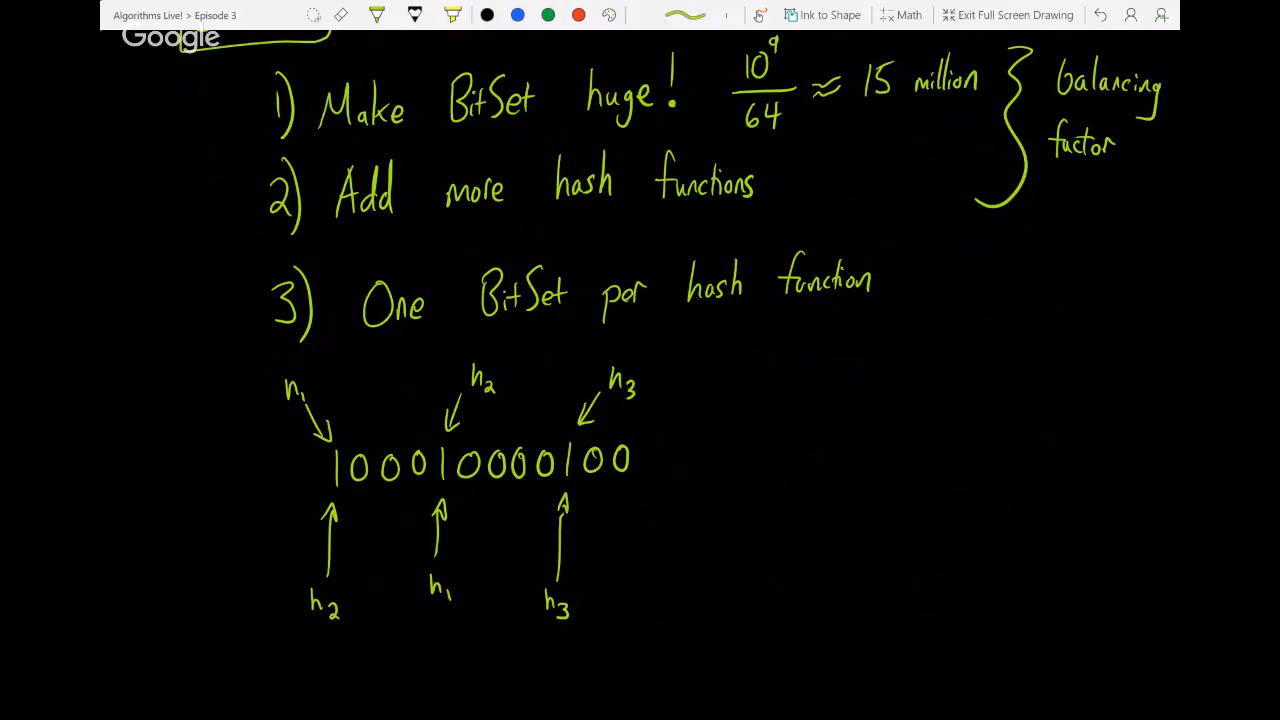 Algorithms Live! > Episode 3
Ink to Shape
Math
Exit Full Screen Drawing
Google
1) Make BitSet huge! 10^9 / 64 ≈ 15 million } balancing factor
2) Add more hash functions
3) One BitSet per hash function
h1 h2 h3
100010000100
h2 h1 h3